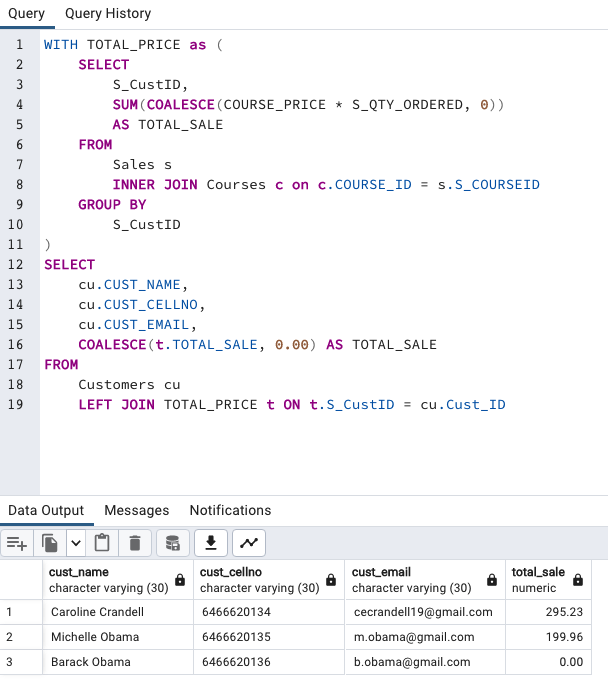 Query Query History
1 WITH TOTAL_PRICE as (
2 SELECT
3 S_CustID,
4 SUM(COALESCE(COURSE_PRICE * S_QTY_ORDERED, 0))
5 AS TOTAL_SALE
6 FROM
7 Sales s
8 INNER JOIN Courses c on c.COURSE_ID = s.S_COURSEID
9 GROUP BY
10 S_CustID
11 )
12 SELECT
13 cu.CUST_NAME,
14 cu.CUST_CELLNO,
15 cu.CUST_EMAIL,
16 COALESCE(t.TOTAL_SALE, 0.00) AS TOTAL_SALE
17 FROM
18 Customers cu
19 LEFT JOIN TOTAL_PRICE t ON t.S_CustID = cu.Cust_ID
Data Output Messages Notifications
cust_name cust_cellno cust_email total_sale
character varying (30) character varying (30) character varying (30) numeric
1 Caroline Crandell 6466620134 cecrandell19@gmail.com 295.23
2 Michelle Obama 6466620135 m.obama@gmail.com 199.96
3 Barack Obama 6466620136 b.obama@gmail.com 0.00